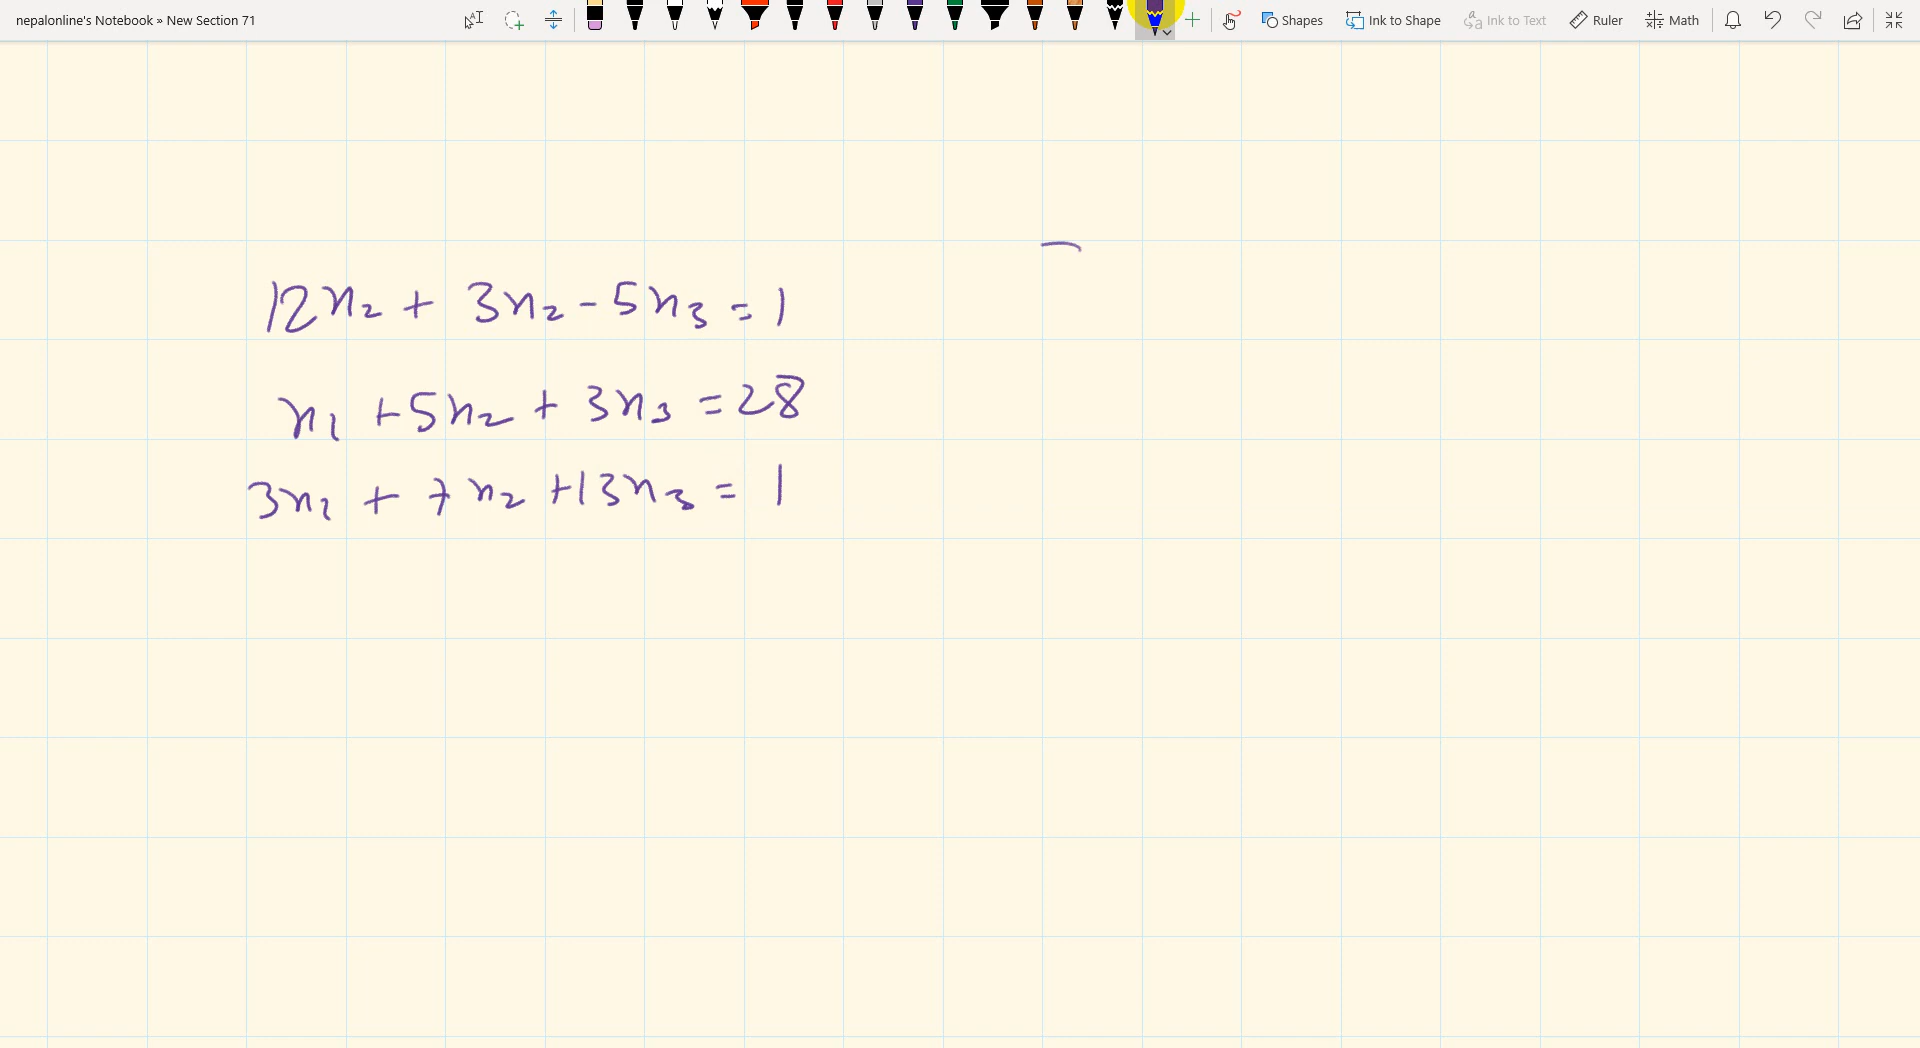 nepalonline's Notebook » New Section 71
Shapes
Ink to Shape
Ink to Text
Ruler
Math
12x₂ + 3x₂ - 5x₃ = 1
x₁ + 5x₂ + 3x₃ = 28
3x₁ + 7x₂ + 13x₃ = 1